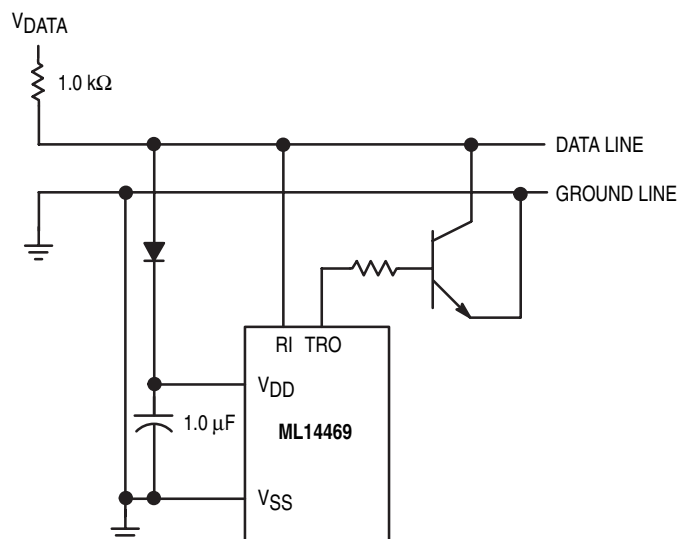 VDATA
1.0 kΩ
DATA LINE
GROUND LINE
RI TRO
VDD
1.0 μF
ML14469
VSS